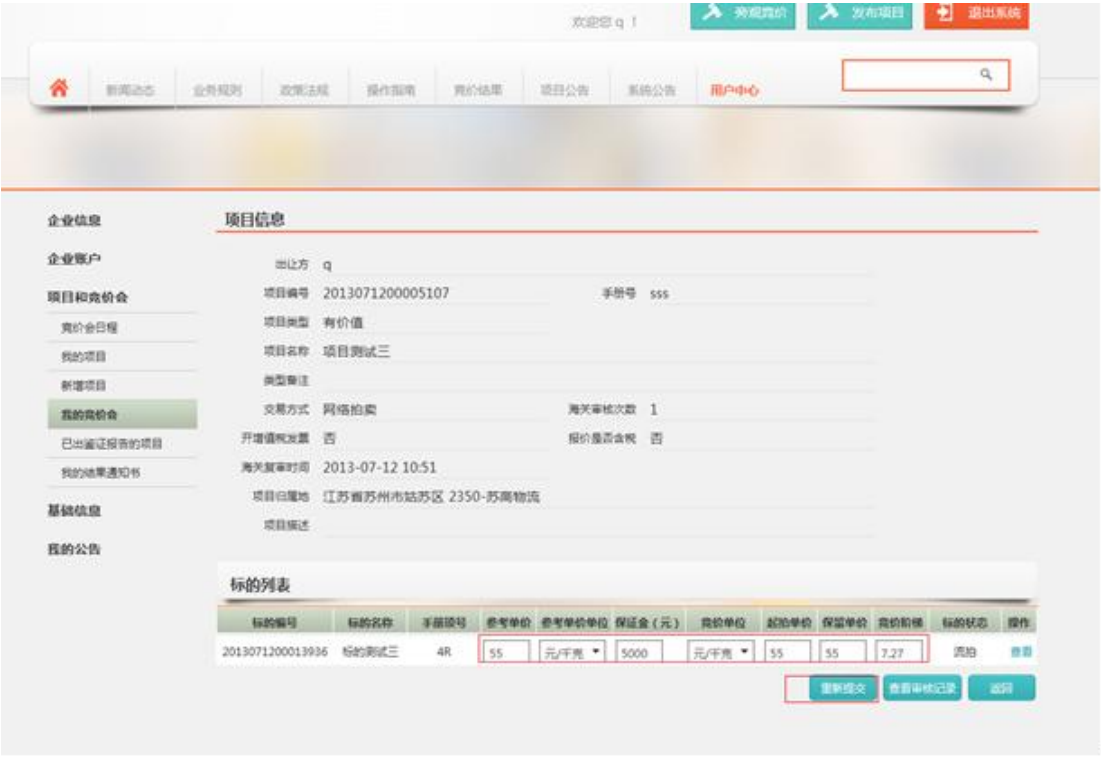 欢迎您 q ！
旁观竞价 发布项目 退出系统
新闻动态 业务规则 政策法规 操作指南 竞价结果 项目公告 系统公告 用户中心
企业信息
企业账户
项目和竞价会
竞价会日程
我的项目
新增项目
我的竞价会
已出鉴证报告的项目
我的结果通知书
基础信息
我的公告
项目信息
出让方 q
项目编号 2013071200005107 手册号 sss
项目类型 有价值
项目名称 项目测试三
类型备注
交易方式 网络拍卖 海关审核次数 1
开增值税发票 否 报价是否含税 否
海关复审时间 2013-07-12 10:51
项目归属地 江苏省苏州市姑苏区 2350-苏高物流
项目描述
标的列表
标的编号 标的名称 手册项号 参考单价 参考单价单位 保证金(元) 竞价单位 起拍单价 保留单价 竞价阶梯 标的状态 操作
2013071200013936 标的测试三 4R 55 元/千克 5000 元/千克 55 55 7.27 流拍 查看
重新提交 查看审核记录 返回